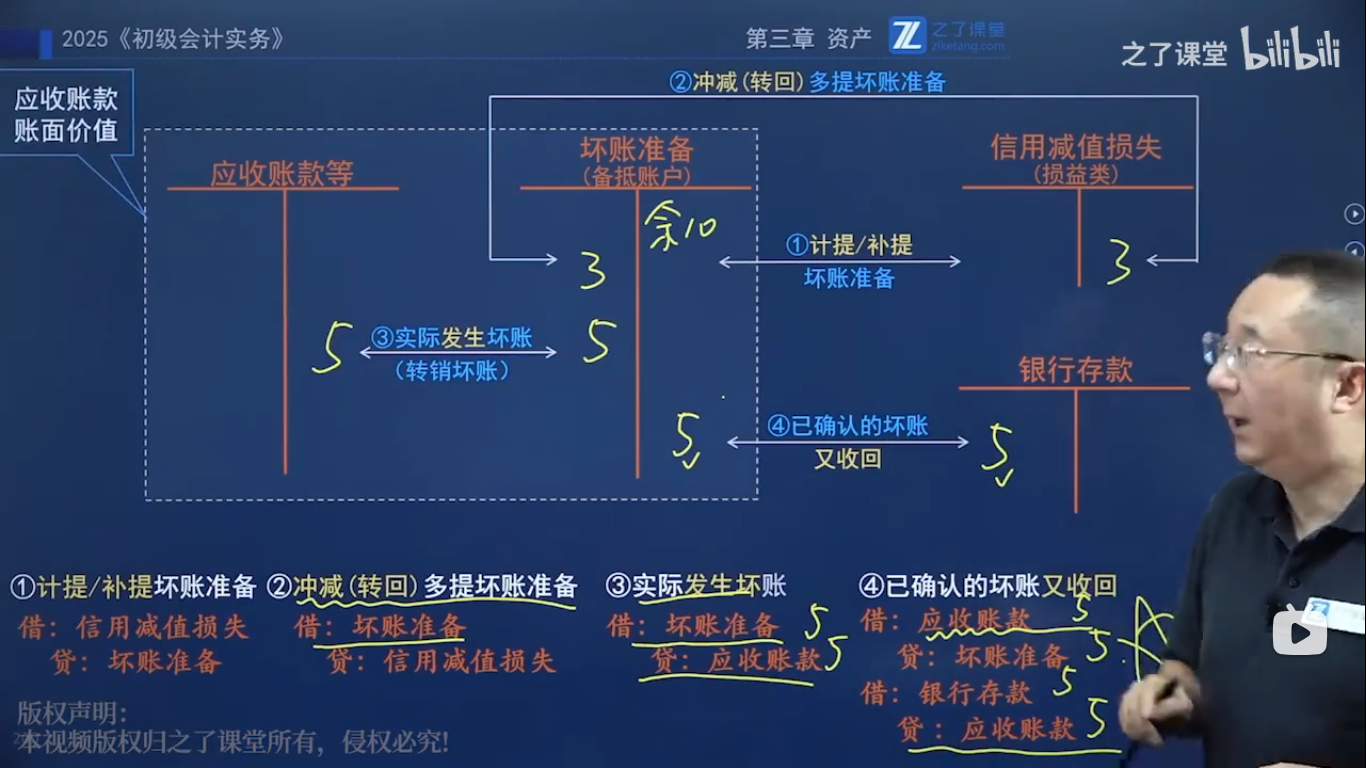 2025《初级会计实务》
第三章 资产
之了课堂
ziketang.com
之了课堂 bilibili
应收账款
账面价值
②冲减(转回)多提坏账准备
应收账款等
坏账准备
(备抵账户)
信用减值损失
(损益类)
余10
①计提/补提
坏账准备
3
3
5
③实际发生坏账
(转销坏账)
5
银行存款
5
④已确认的坏账
又收回
5
①计提/补提坏账准备
借：信用减值损失
贷：坏账准备
②冲减(转回)多提坏账准备
借：坏账准备
贷：信用减值损失
③实际发生坏账
借：坏账准备 5
贷：应收账款 5
④已确认的坏账又收回
借：应收账款 5
贷：坏账准备 5
借：银行存款 5
贷：应收账款 5
版权声明：
本视频版权归之了课堂所有，侵权必究!